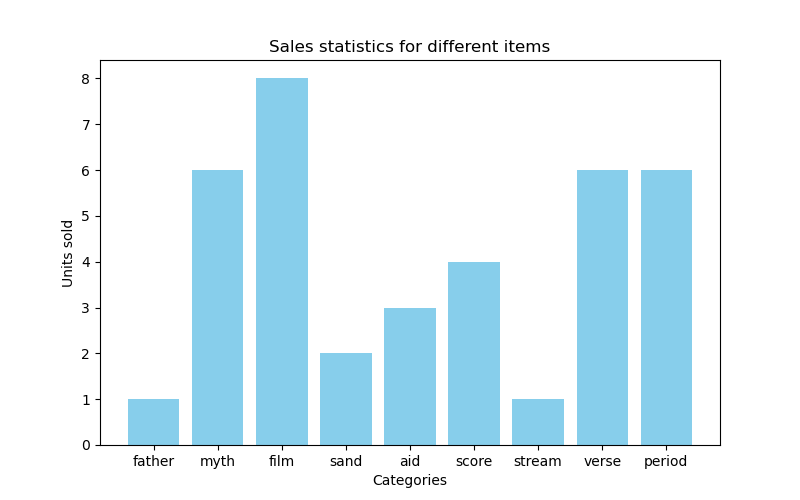 Sales statistics for different items
Units sold
8
7
6
5
4
3
2
1
0
father myth film sand aid score stream verse period
Categories